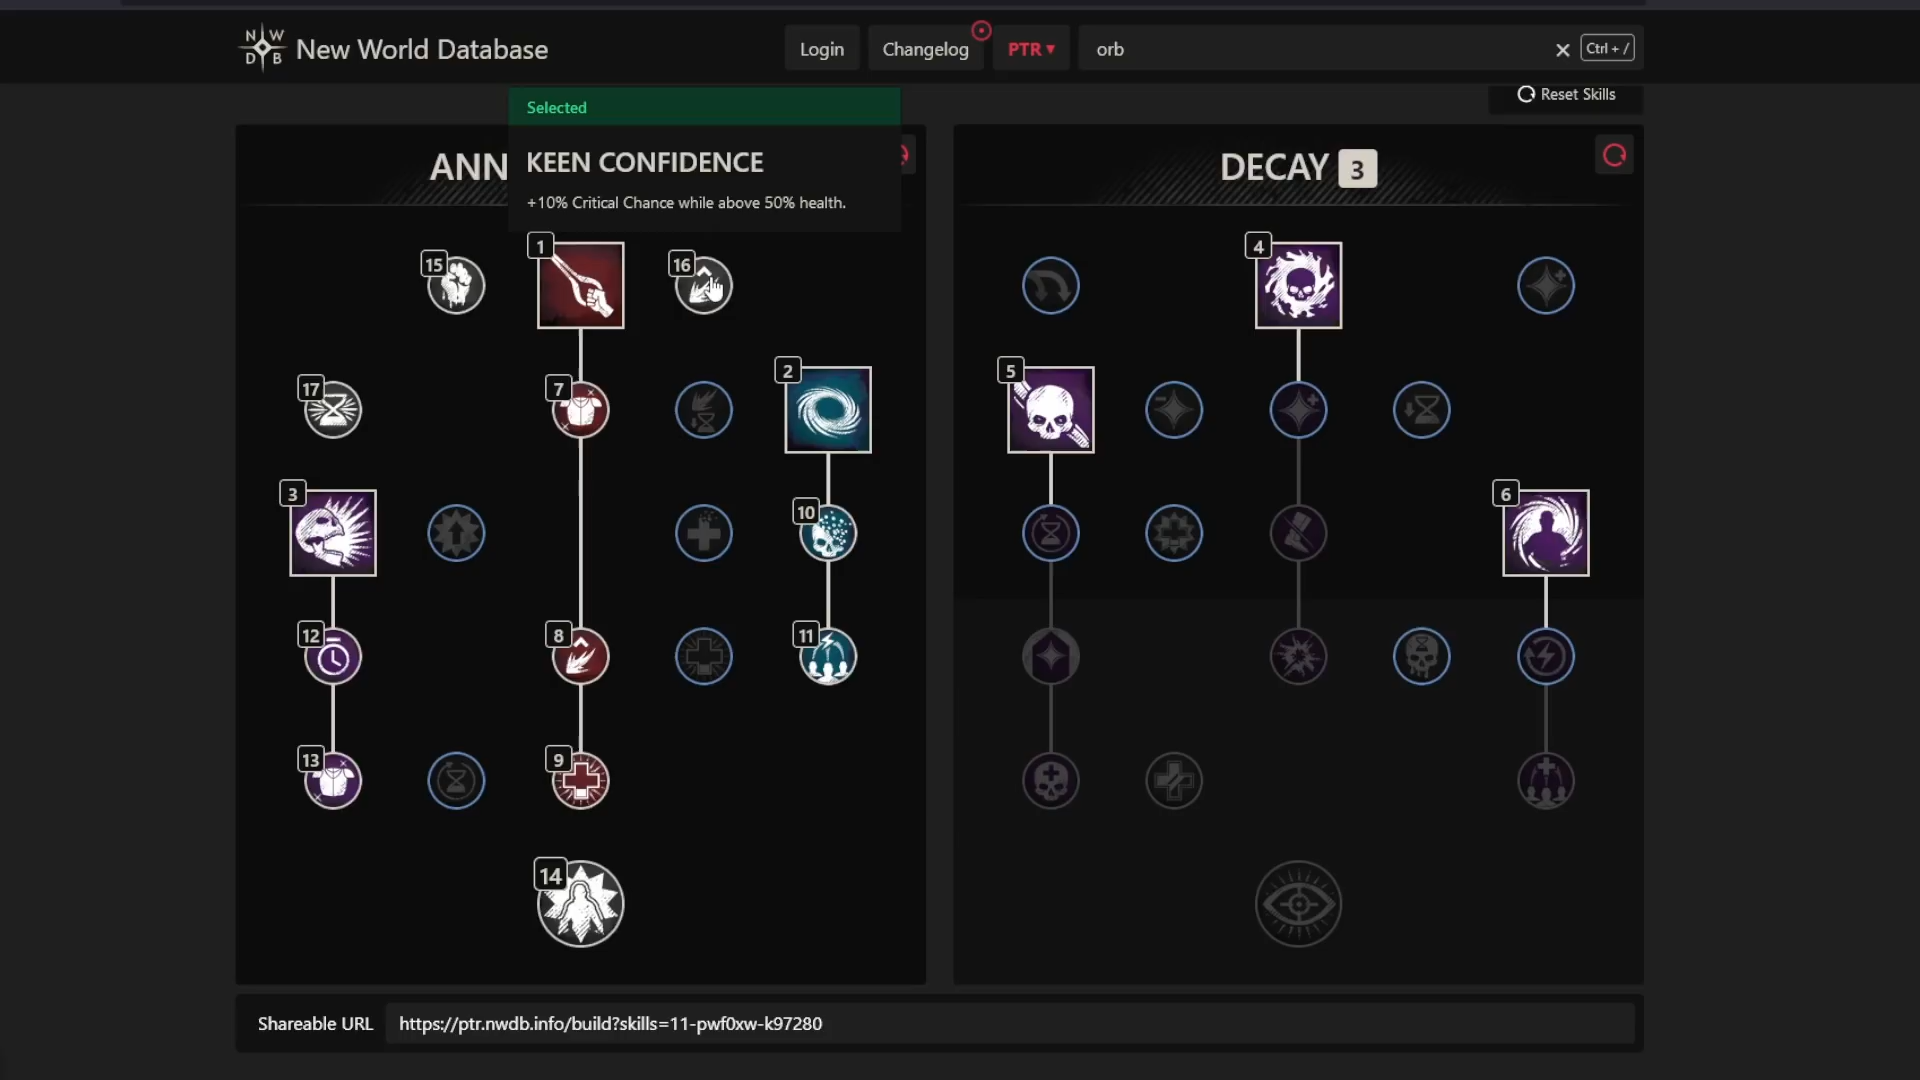 N W
D B
New World Database
Login
Changelog
PTR ▾
orb
Ctrl + /
Reset Skills
Selected
KEEN CONFIDENCE
+10% Critical Chance while above 50% health.
ANN
DECAY 3
15
1
16
4
17
7
2
5
3
10
6
12
8
11
13
9
14
Shareable URL
https://ptr.nwdb.info/build?skills=11-pwf0xw-k97280